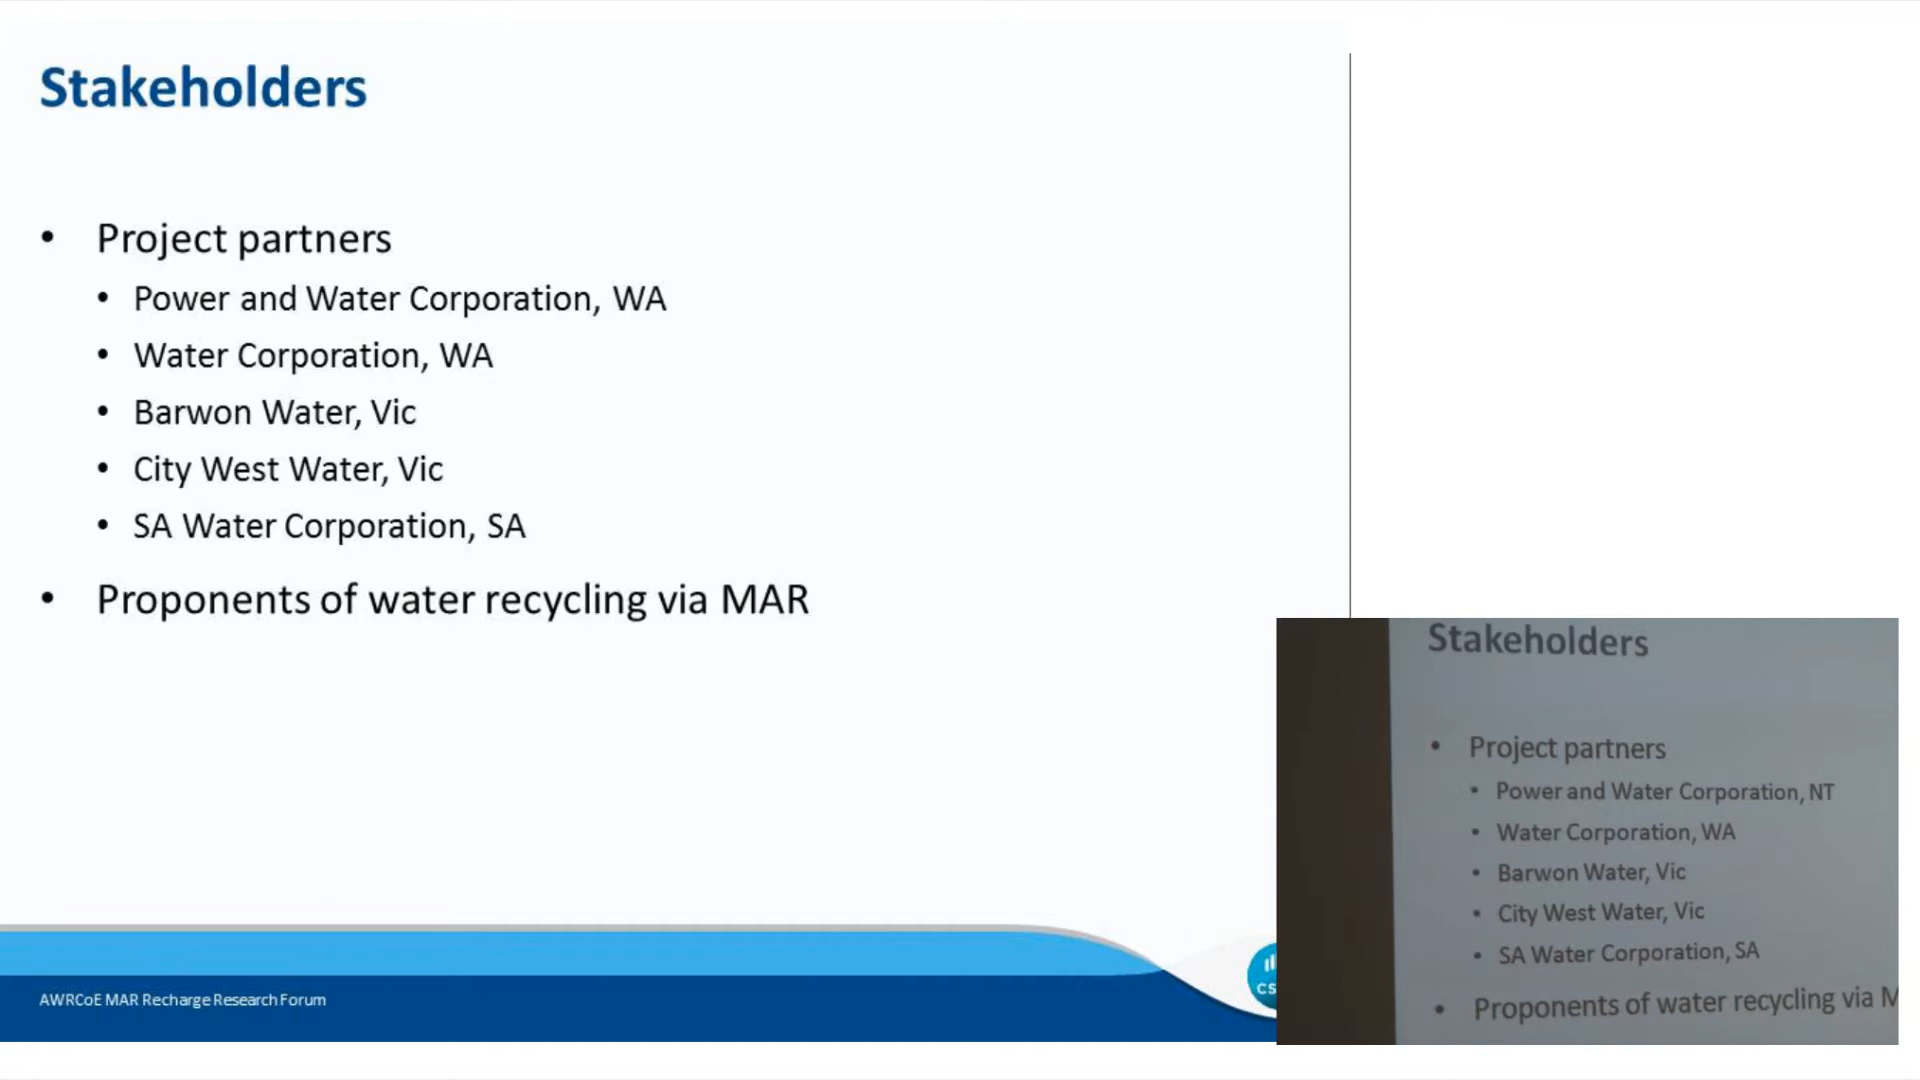 Stakeholders
• Project partners
• Power and Water Corporation, WA
• Water Corporation, WA
• Barwon Water, Vic
• City West Water, Vic
• SA Water Corporation, SA
• Proponents of water recycling via MAR
AWRCoE MAR Recharge Research Forum
Stakeholders
• Project partners
• Power and Water Corporation, NT
• Water Corporation, WA
• Barwon Water, Vic
• City West Water, Vic
• SA Water Corporation, SA
• Proponents of water recycling via